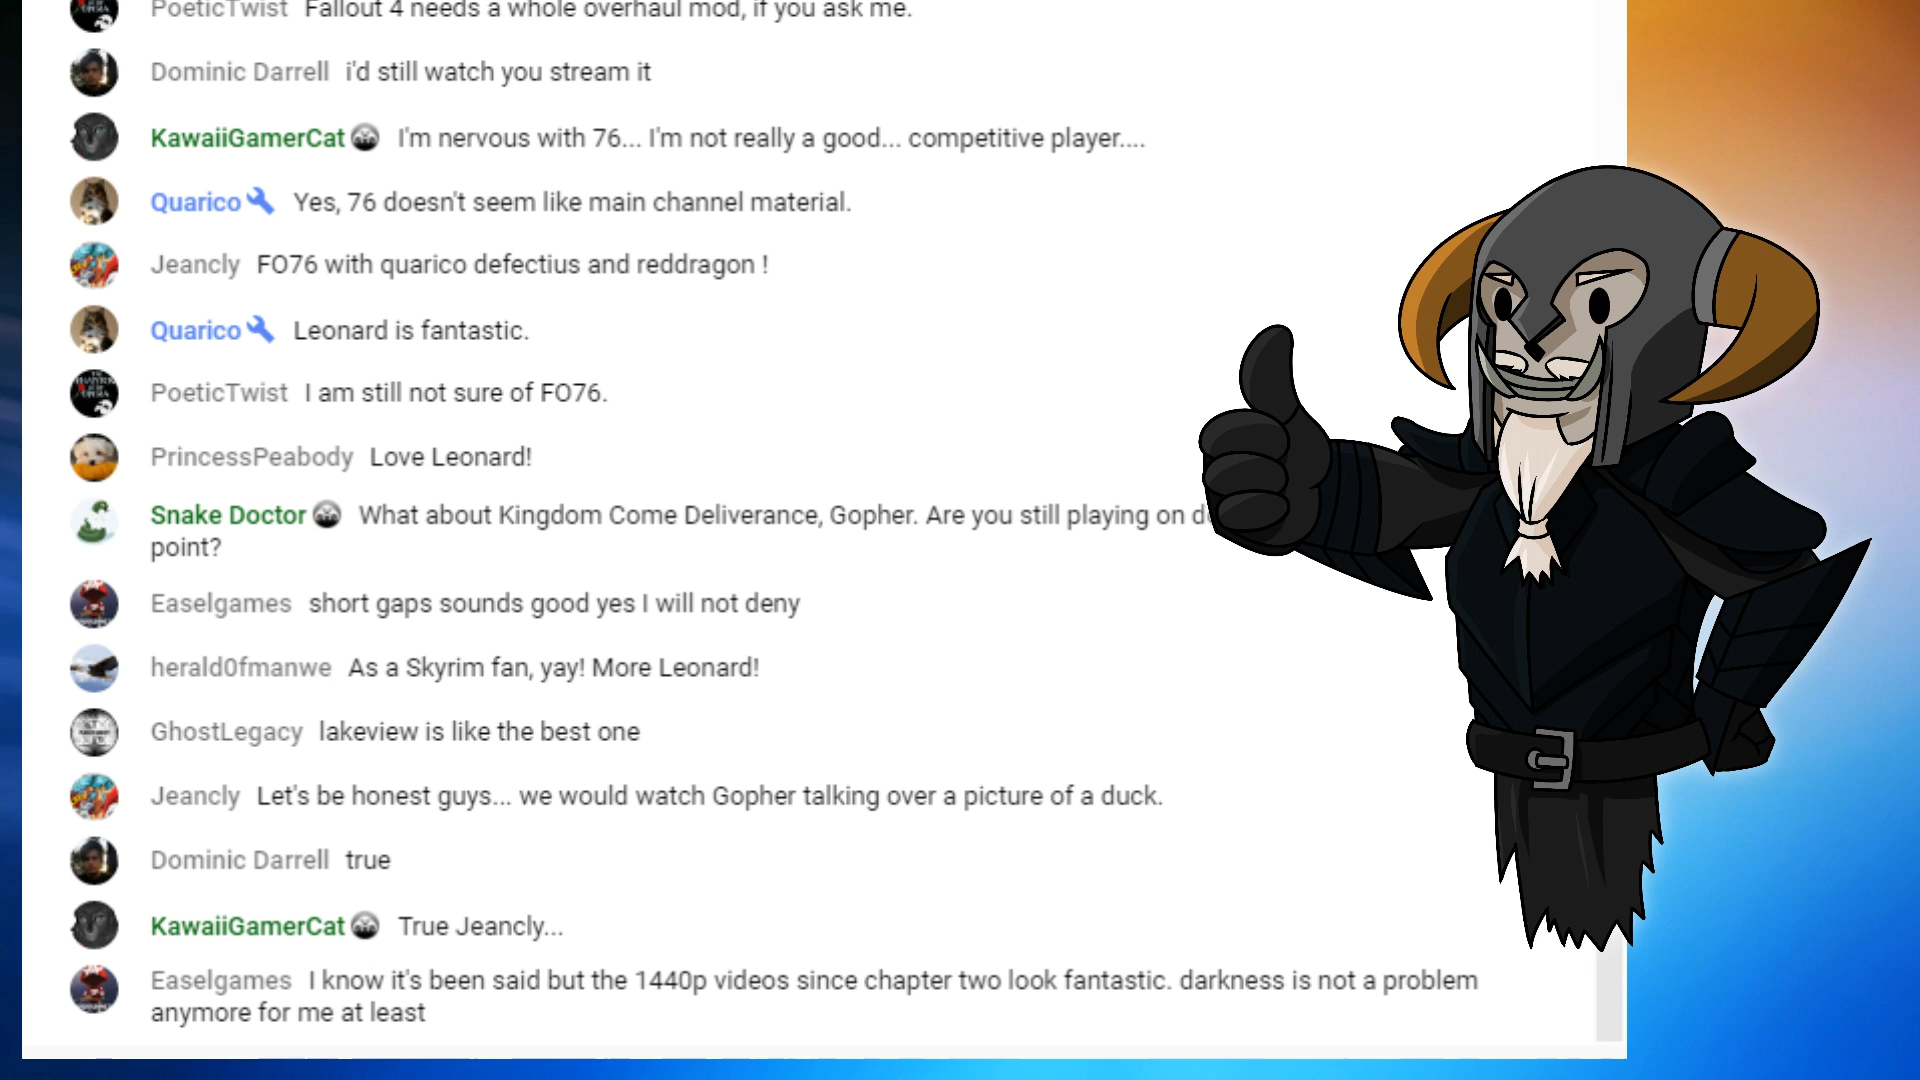 PoeticTwist Fallout 4 needs a whole overhaul mod, if you ask me.
Dominic Darrell i'd still watch you stream it
KawaiiGamerCat I'm nervous with 76... I'm not really a good... competitive player....
Quarico Yes, 76 doesn't seem like main channel material.
Jeancly FO76 with quarico defectius and reddragon !
Quarico Leonard is fantastic.
PoeticTwist I am still not sure of FO76.
PrincessPeabody Love Leonard!
Snake Doctor What about Kingdom Come Deliverance, Gopher. Are you still playing on d
point?
Easelgames short gaps sounds good yes I will not deny
herald0fmanwe As a Skyrim fan, yay! More Leonard!
GhostLegacy lakeview is like the best one
Jeancly Let's be honest guys... we would watch Gopher talking over a picture of a duck.
Dominic Darrell true
KawaiiGamerCat True Jeancly...
Easelgames I know it's been said but the 1440p videos since chapter two look fantastic. darkness is not a problem
anymore for me at least